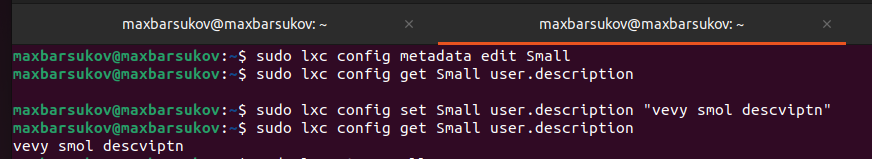 maxbarsukov@maxbarsukov: ~ × maxbarsukov@maxbarsukov: ~ ×
maxbarsukov@maxbarsukov:~$ sudo lxc config metadata edit Small
maxbarsukov@maxbarsukov:~$ sudo lxc config get Small user.description
maxbarsukov@maxbarsukov:~$ sudo lxc config set Small user.description "vevy smol descviptn"
maxbarsukov@maxbarsukov:~$ sudo lxc config get Small user.description
vevy smol descviptn